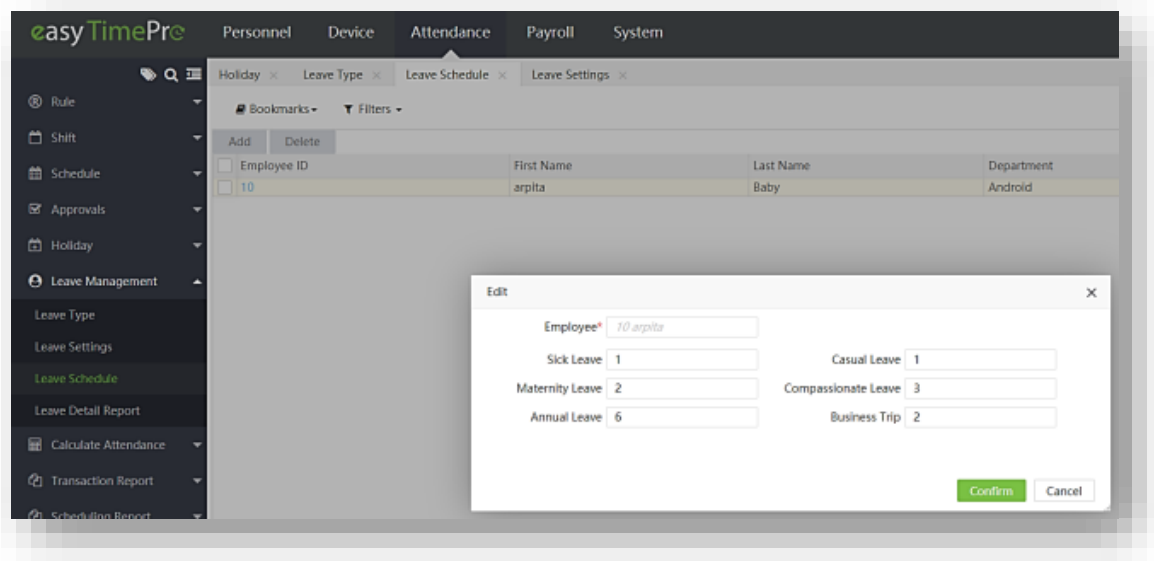 easyTimePro Personnel Device Attendance Payroll System
Holiday × Leave Type × Leave Schedule × Leave Settings ×
Rule
Bookmarks Filters
Shift
Add Delete
Employee ID First Name Last Name Department
Schedule
10 arpita Baby Android
Approvals
Holiday
Leave Management
Leave Type
Leave Settings
Leave Schedule
Leave Detail Report
Calculate Attendance
Transaction Report
Scheduling Report
Edit ×
Employee* 10 arpita
Sick Leave 1 Casual Leave 1
Maternity Leave 2 Compassionate Leave 3
Annual Leave 6 Business Trip 2
Confirm Cancel